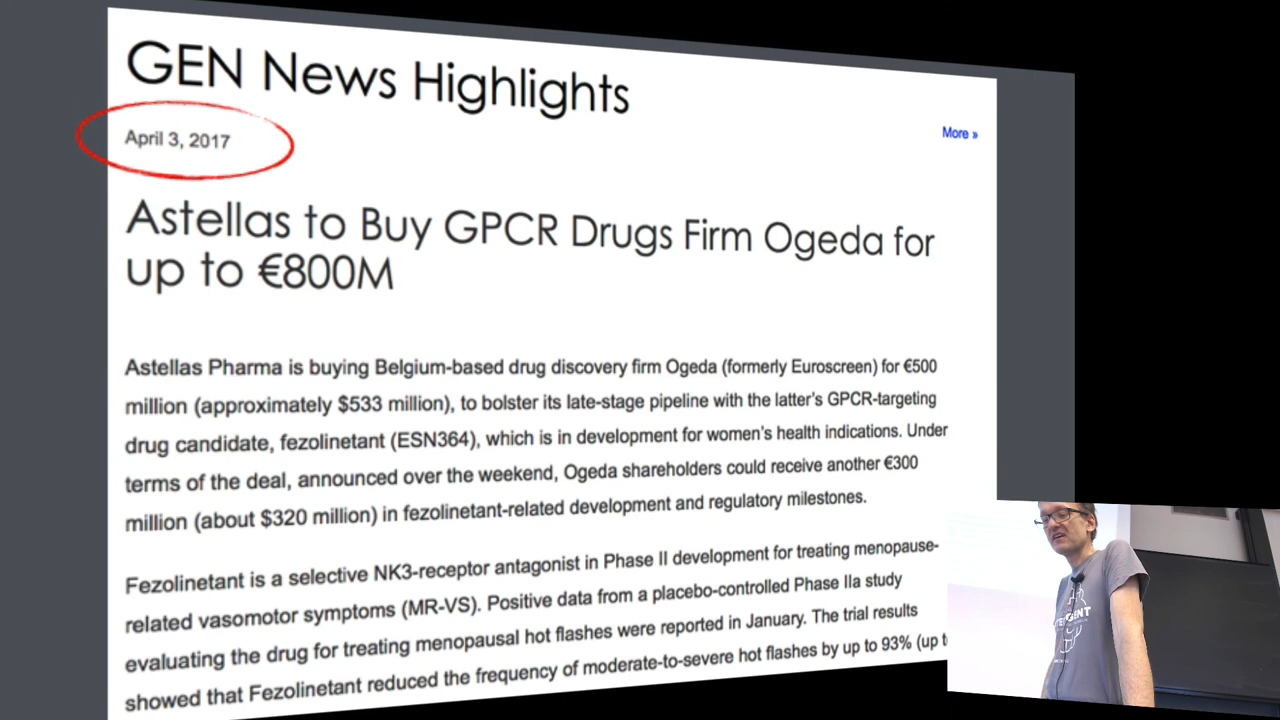 GEN News Highlights
April 3, 2017
More »
Astellas to Buy GPCR Drugs Firm Ogeda for
up to €800M
Astellas Pharma is buying Belgium-based drug discovery firm Ogeda (formerly Euroscreen) for €500
million (approximately $533 million), to bolster its late-stage pipeline with the latter's GPCR-targeting
drug candidate, fezolinetant (ESN364), which is in development for women's health indications. Under
terms of the deal, announced over the weekend, Ogeda shareholders could receive another €300
million (about $320 million) in fezolinetant-related development and regulatory milestones.
Fezolinetant is a selective NK3-receptor antagonist in Phase II development for treating menopause-
related vasomotor symptoms (MR-VS). Positive data from a placebo-controlled Phase IIa study
evaluating the drug for treating menopausal hot flashes were reported in January. The trial results
showed that Fezolinetant reduced the frequency of moderate-to-severe hot flashes by up to 93% (up